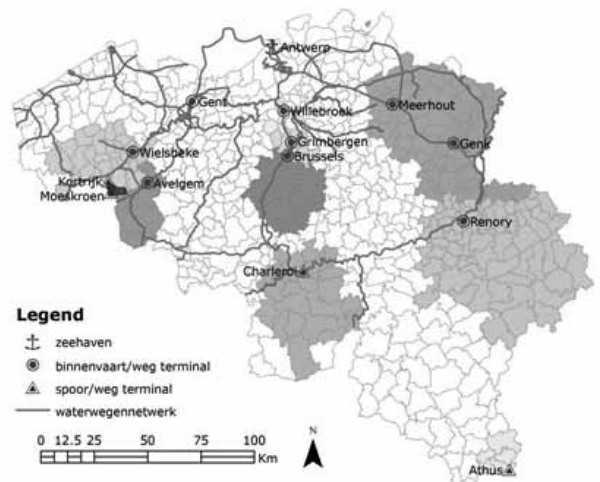 Antwerp
Gent
Willebroek
Meerhout
Grimbergen
Genk
Wielsbeke
Brussels
Kortrijk
Avelgem
Moeskroen
Renory
Charleroi
Legend
zeehaven
binnenvaart/weg terminal
spoor/weg terminal
waterwegennetwerk
N
0 12.5 25 50 75 100
Km
Athus